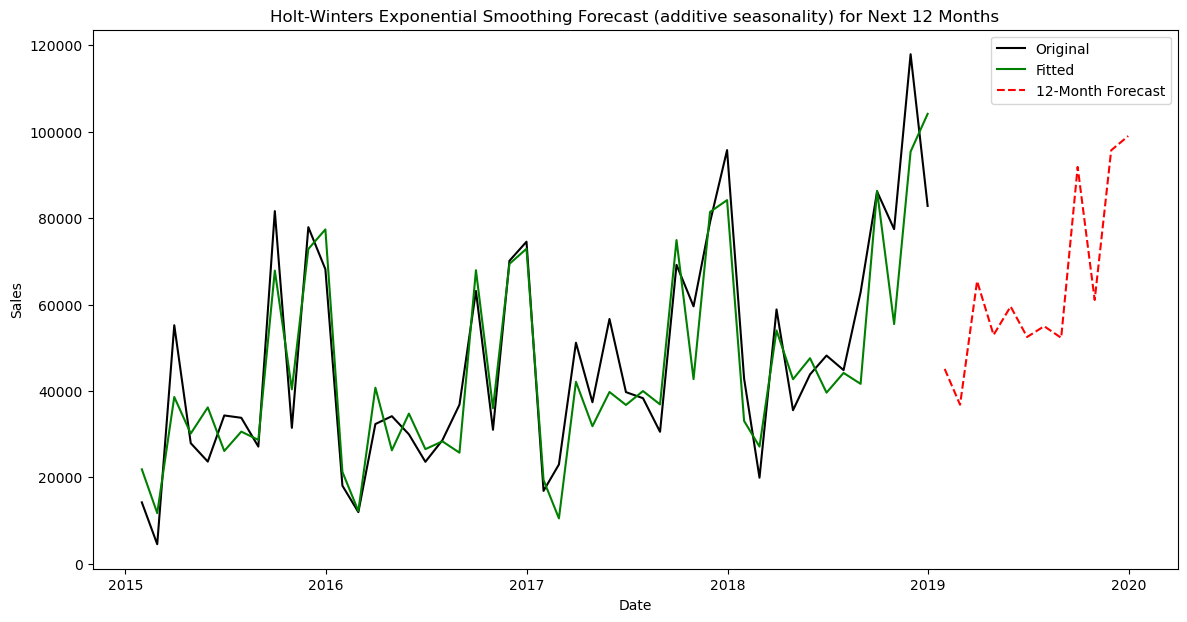 Holt-Winters Exponential Smoothing Forecast (additive seasonality) for Next 12 Months
Original
Fitted
12-Month Forecast
Sales
120000
100000
80000
60000
40000
20000
0
2015
2016
2017
2018
2019
2020
Date